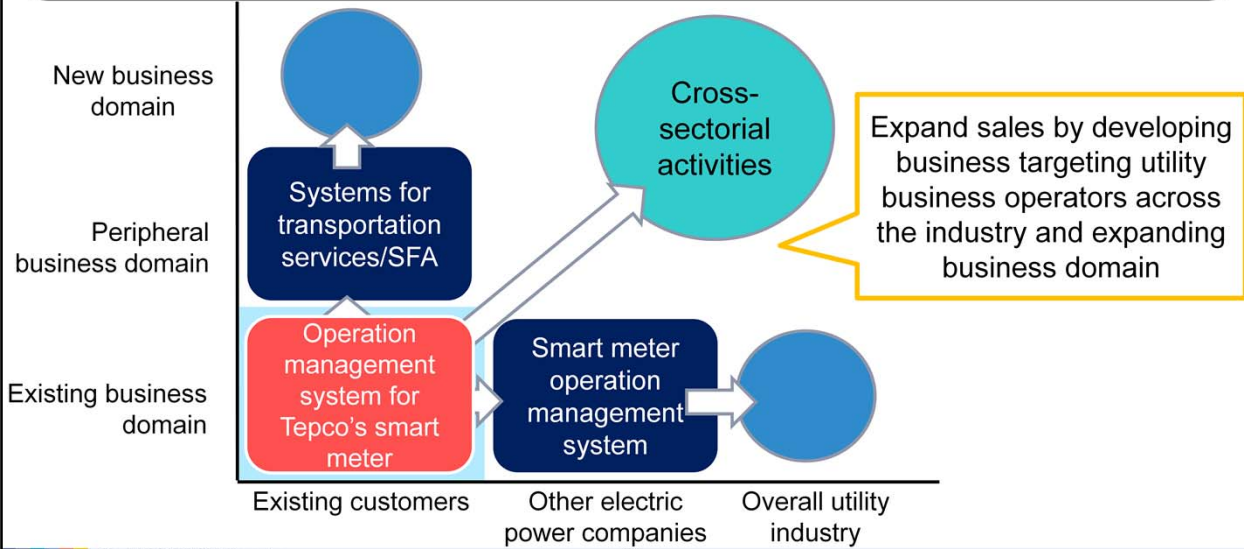 New business
domain
Peripheral
business domain
Existing business
domain
Systems for
transportation
services/SFA
Operation
management
system for
Tepco's smart
meter
Smart meter
operation
management
system
Cross-
sectorial
activities
Expand sales by developing
business targeting utility
business operators across
the industry and expanding
business domain
Existing customers
Other electric
power companies
Overall utility
industry